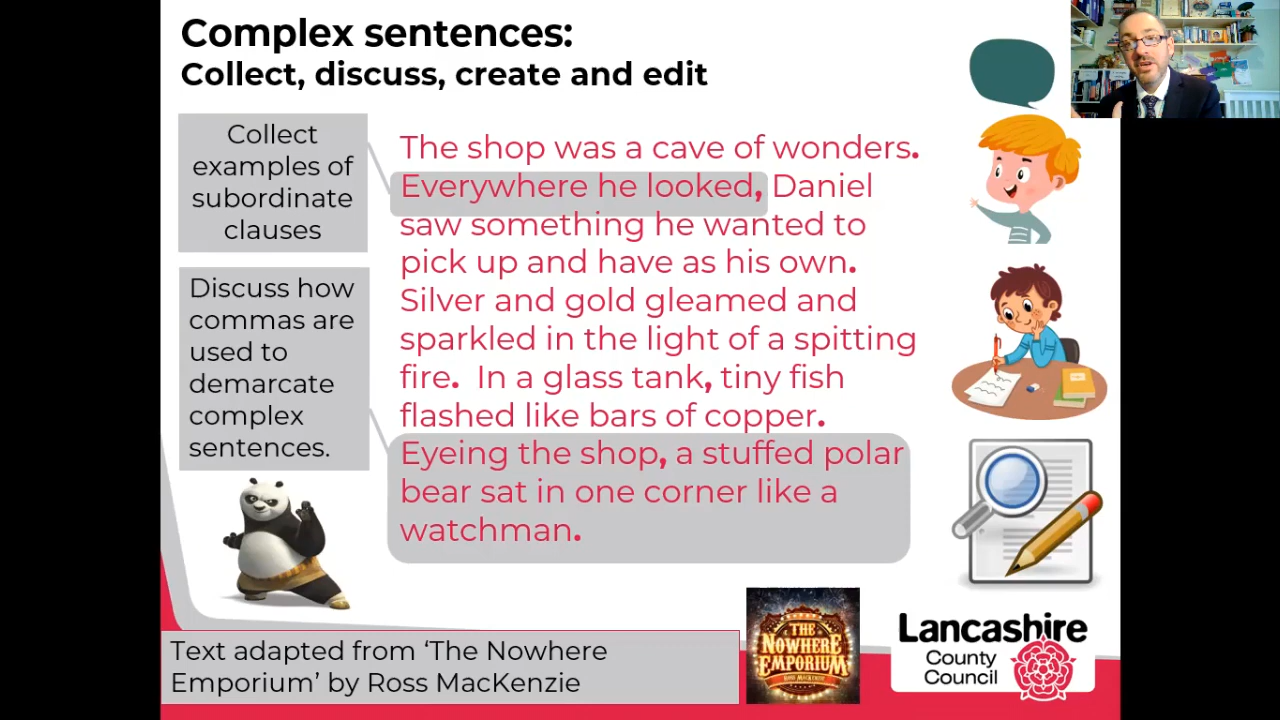 Complex sentences:
Collect, discuss, create and edit
Collect
examples of
subordinate
clauses
Discuss how
commas are
used to
demarcate
complex
sentences.
The shop was a cave of wonders.
Everywhere he looked, Daniel
saw something he wanted to
pick up and have as his own.
Silver and gold gleamed and
sparkled in the light of a spitting
fire.  In a glass tank, tiny fish
flashed like bars of copper.
Eyeing the shop, a stuffed polar
bear sat in one corner like a
watchman.
Text adapted from ‘The Nowhere
Emporium’ by Ross MacKenzie
THE
NOWHERE
EMPORIUM
ROSS MACKENZIE
Lancashire
County
Council